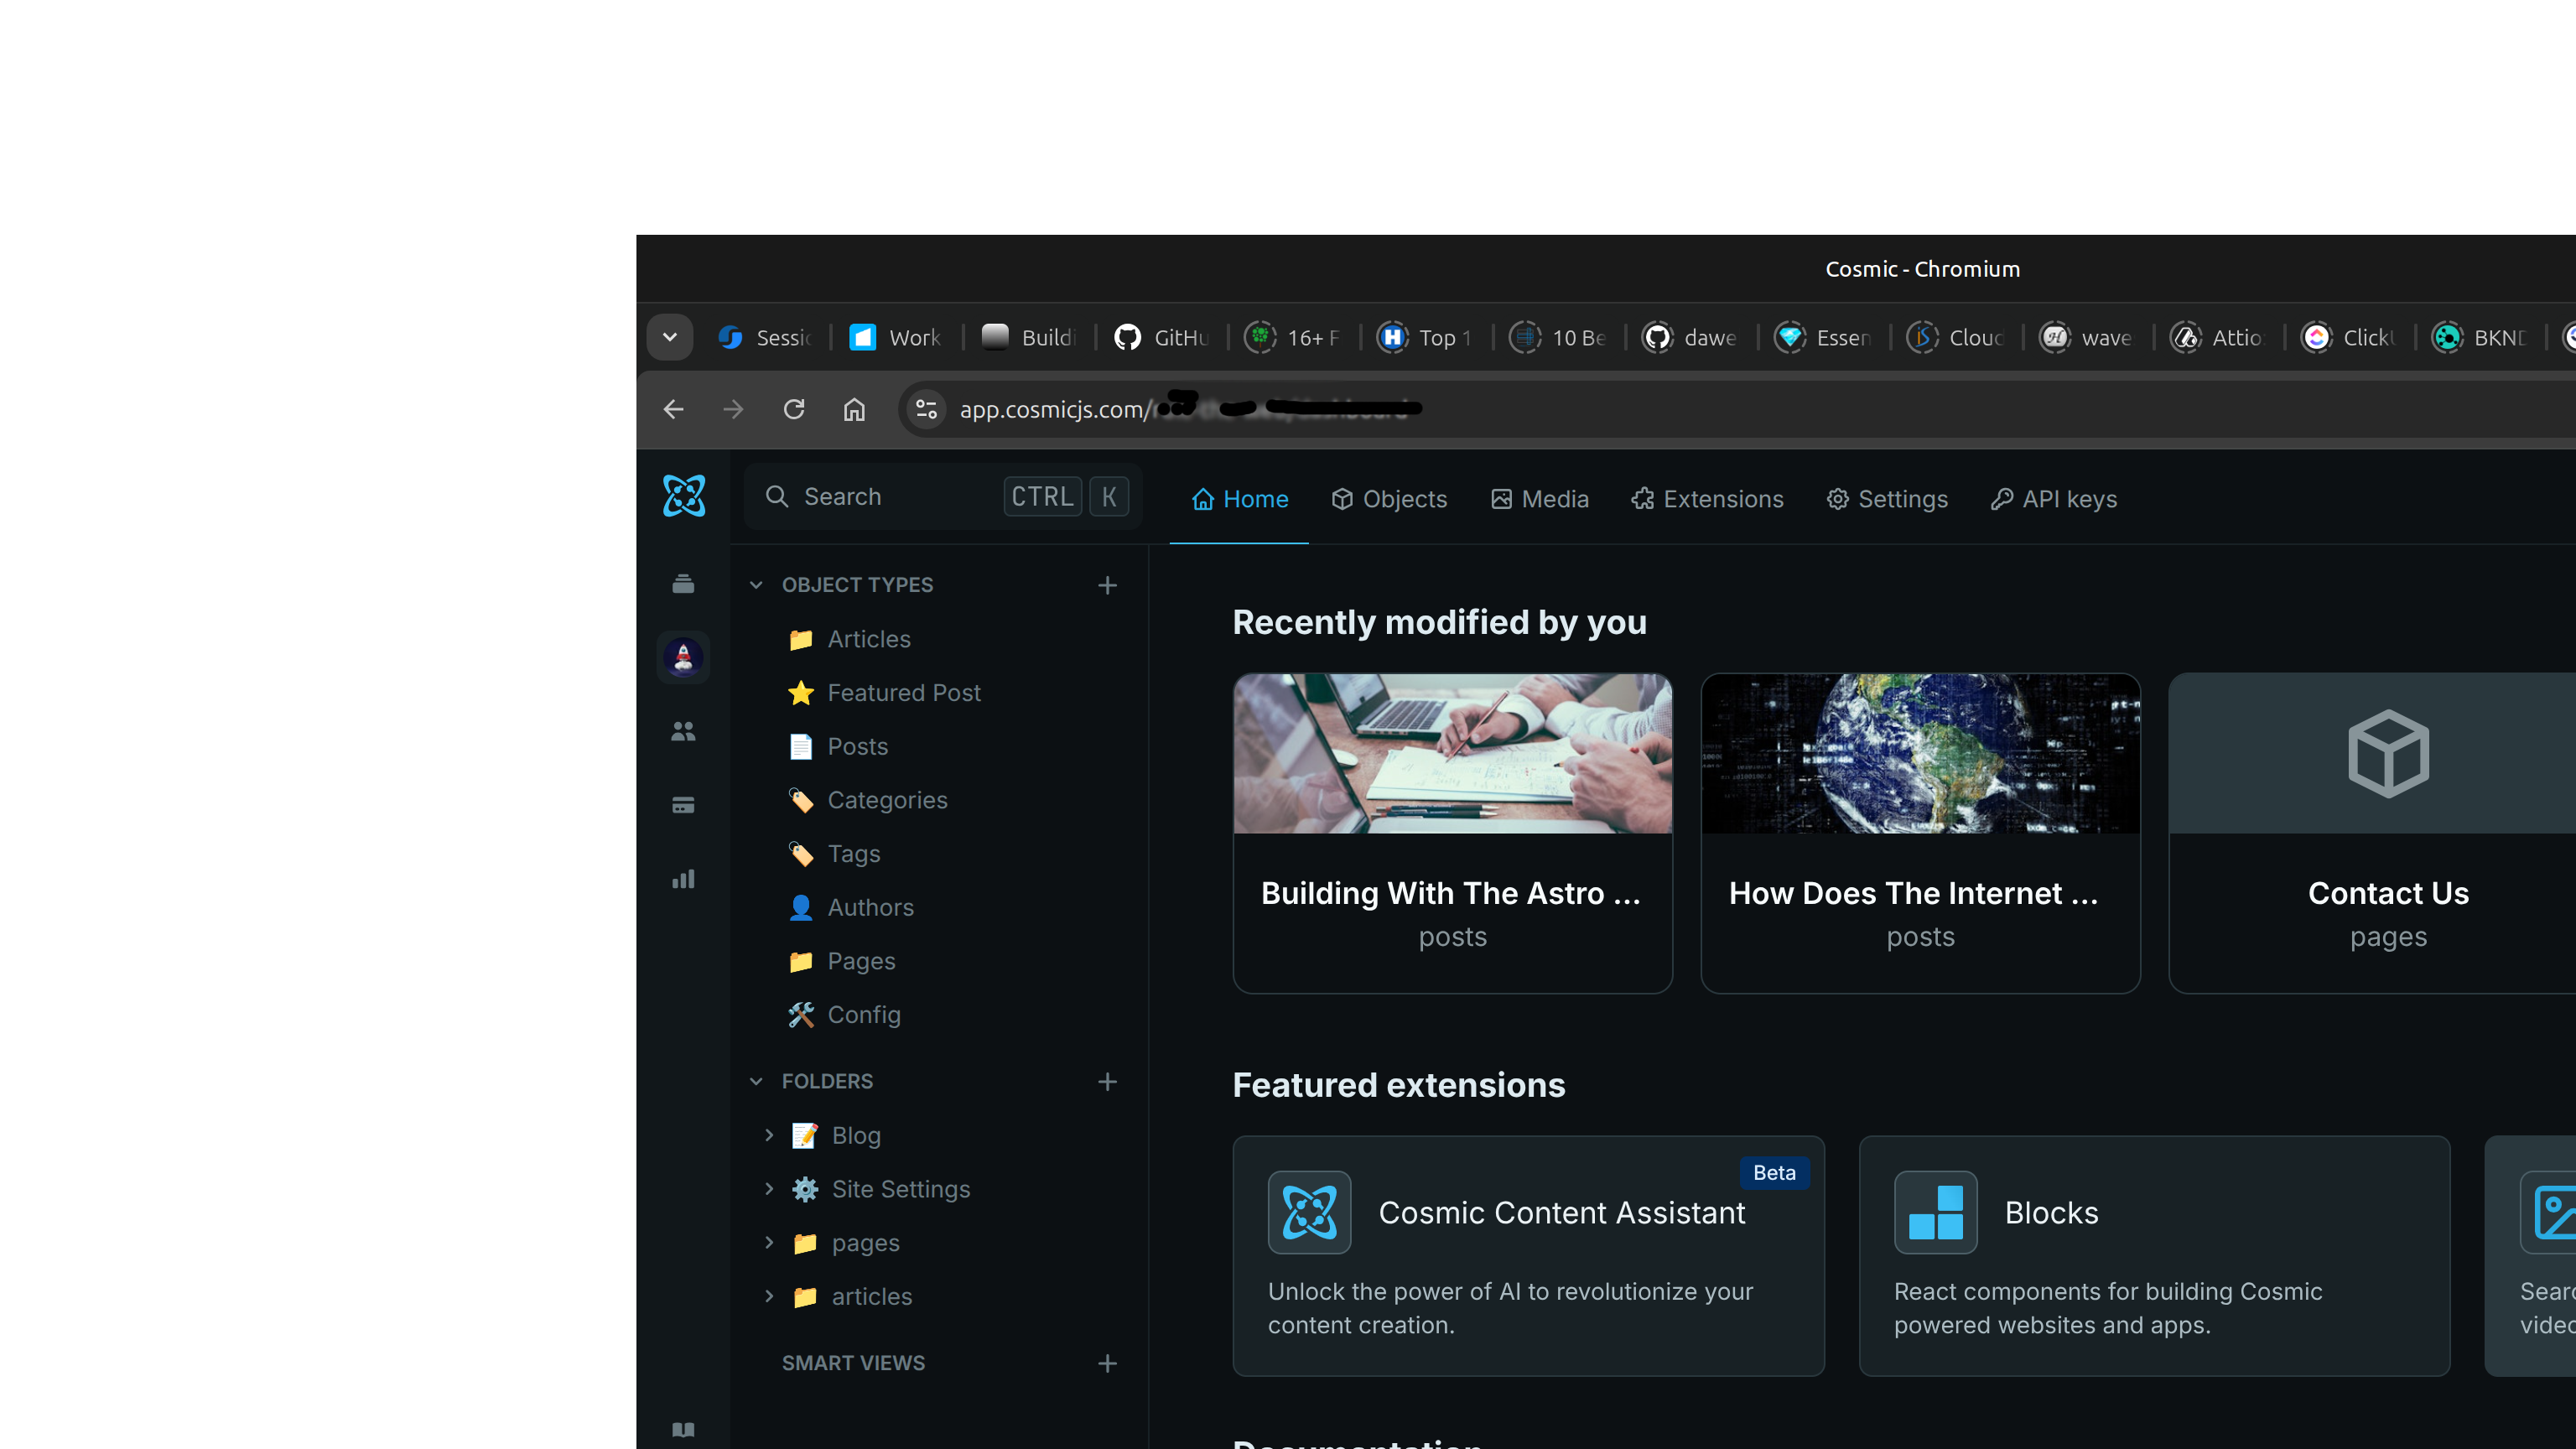 Cosmic - Chromium
Sessic Work Buildi GitHu 16+ F Top 1 10 Be dawe Essen Cloud wave Attio ClickU BKND
app.cosmicjs.com/
Search CTRL K Home Objects Media Extensions Settings API keys
OBJECT TYPES
Articles
Featured Post
Posts
Categories
Tags
Authors
Pages
Config
FOLDERS
Blog
Site Settings
pages
articles
SMART VIEWS
Recently modified by you
Building With The Astro ...
posts
How Does The Internet ...
posts
Contact Us
pages
Featured extensions
Beta
Cosmic Content Assistant
Unlock the power of AI to revolutionize your
content creation.
Blocks
React components for building Cosmic
powered websites and apps.
Searc
videc
Documentation